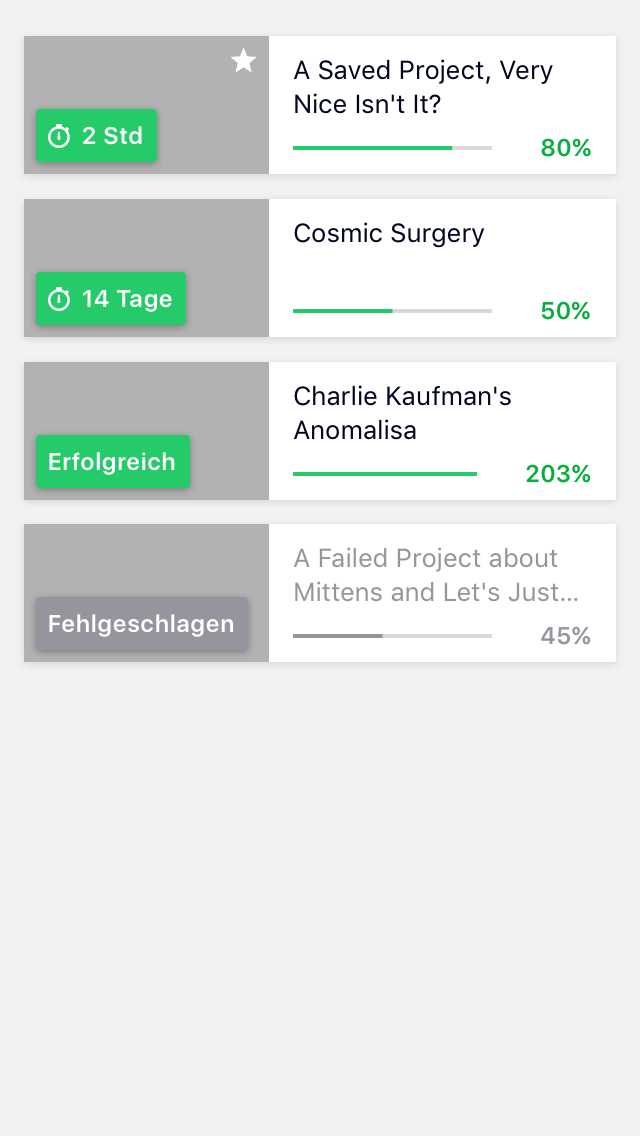 2 Std
A Saved Project, Very
Nice Isn't It?
80%
14 Tage
Cosmic Surgery
50%
Erfolgreich
Charlie Kaufman's
Anomalisa
203%
Fehlgeschlagen
A Failed Project about
Mittens and Let's Just...
45%